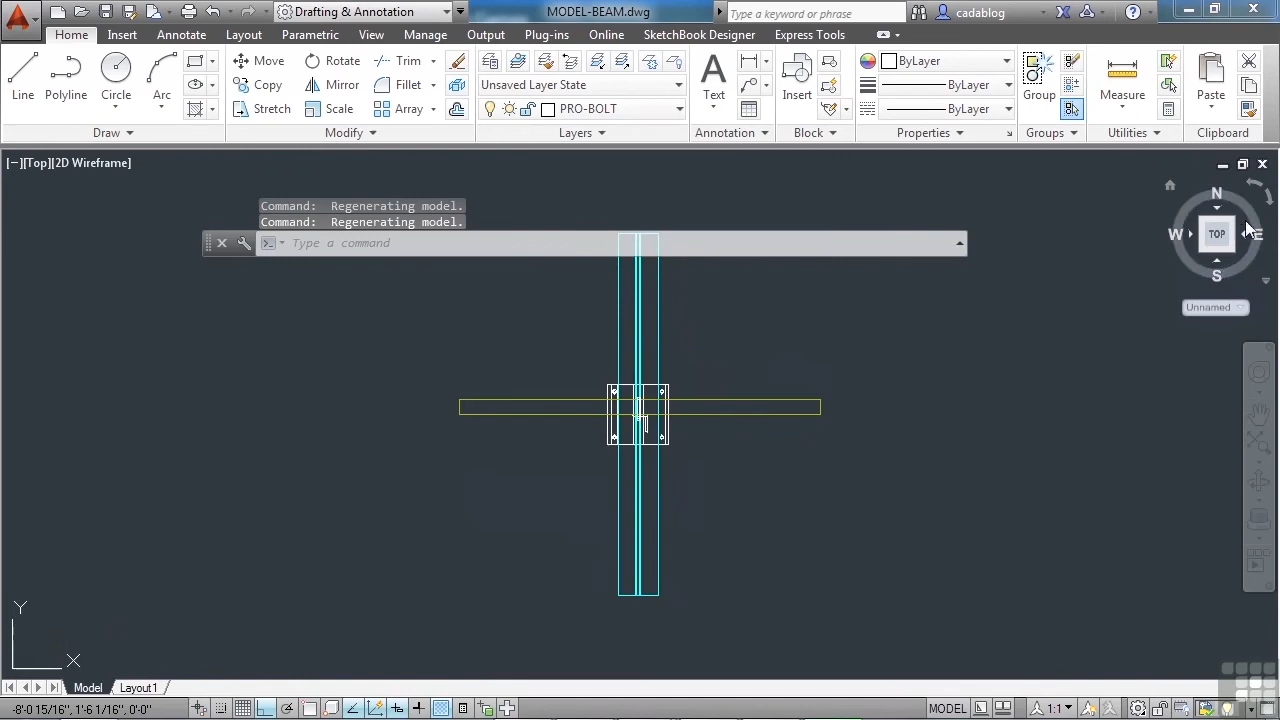 Drafting & Annotation MODEL-BEAM.dwg Type a keyword or phrase cadablog
Home Insert Annotate Layout Parametric View Manage Output Plug-ins Online SketchBook Designer Express Tools
Line Polyline Circle Arc
Move Rotate Trim
Copy Mirror Fillet
Stretch Scale Array
Unsaved Layer State
PRO-BOLT
Text
Insert
ByLayer
ByLayer
ByLayer
Group
Measure
Paste
Draw Modify Layers Annotation Block Properties Groups Utilities Clipboard
[−][Top][2D Wireframe]
Command: Regenerating model.
Command: Regenerating model.
Type a command
N
W TOP E
S
Unnamed
Y
X
Model Layout1
-8'-0 15/16", 1'-6 1/16", 0'-0" MODEL 1:1